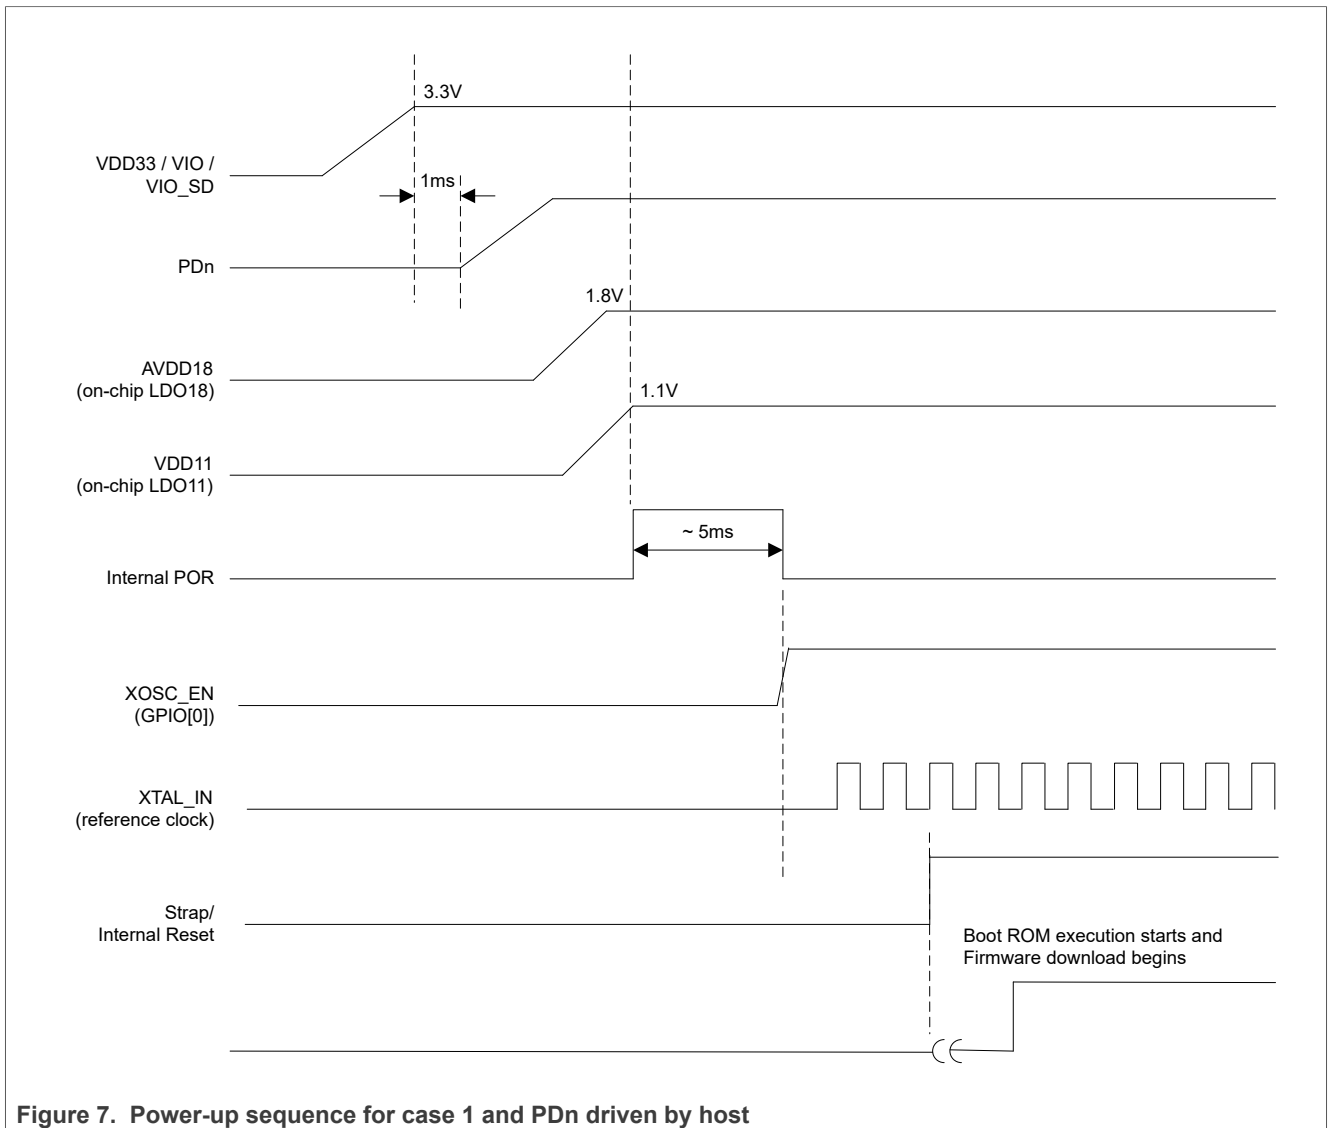 3.3V
VDD33 / VIO /
VIO_SD
1ms
PDn
1.8V
AVDD18
(on-chip LDO18)
1.1V
VDD11
(on-chip LDO11)
~ 5ms
Internal POR
XOSC_EN
(GPIO[0])
XTAL_IN
(reference clock)
Strap/
Internal Reset
Boot ROM execution starts and
Firmware download begins
Figure 7. Power-up sequence for case 1 and PDn driven by host